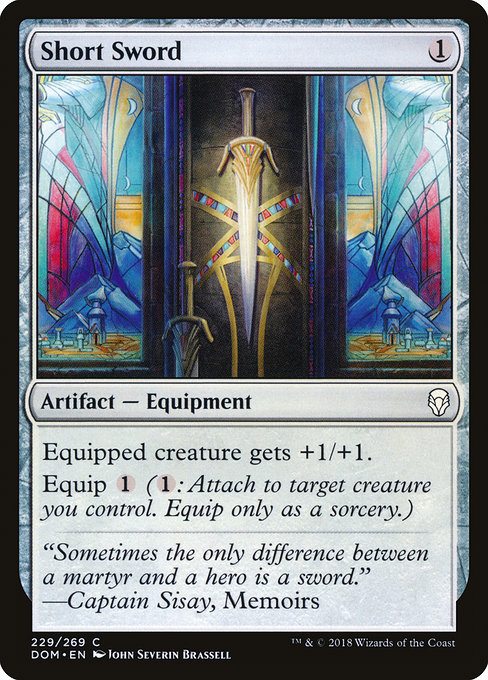 Short Sword 1
Artifact — Equipment
Equipped creature gets +1/+1.
Equip 1 (1: Attach to target creature
you control. Equip only as a sorcery.)
“Sometimes the only difference between
a martyr and a hero is a sword.”
—Captain Sisay, Memoirs
229/269 C ™ & © 2018 Wizards of the Coast
DOM • EN John Severin Brassell